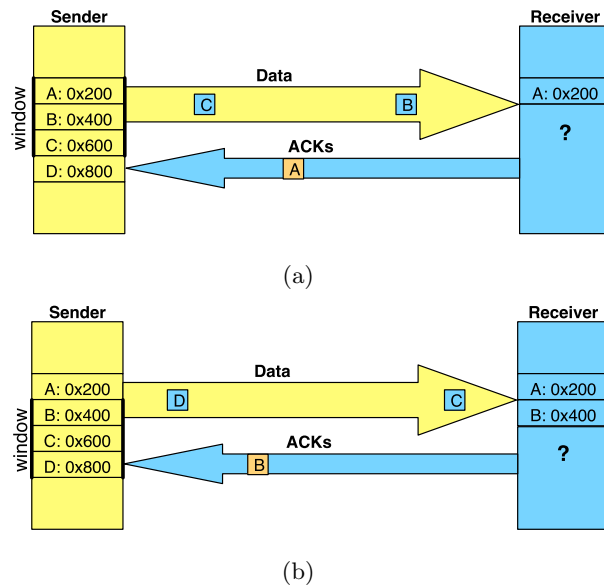 Sender Receiver
Data
window
A: 0x200
B: 0x400
C: 0x600
D: 0x800
C B
A: 0x200
?
ACKs
A
(a)
Sender Receiver
Data
window
A: 0x200
B: 0x400
C: 0x600
D: 0x800
D C
A: 0x200
B: 0x400
?
ACKs
B
(b)